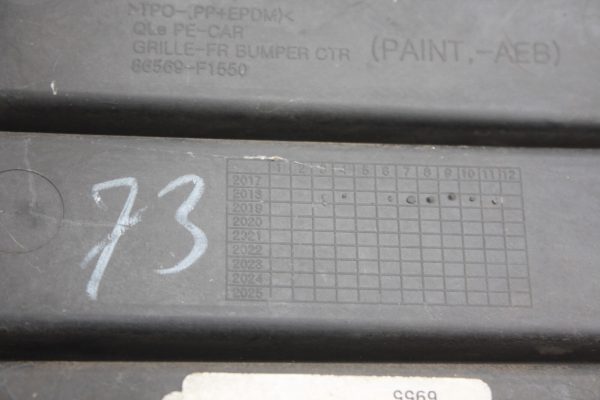 >TPO-(PP+EPDM)<
QLe PE-CAR
GRILLE-FR BUMPER CTR (PAINT,-AEB)
86569-F1550
1 2 3 4 5 6 7 8 9 10 11 12
2017
2018
2019
2020
2021
2022
2023
2024
2025
73
6955